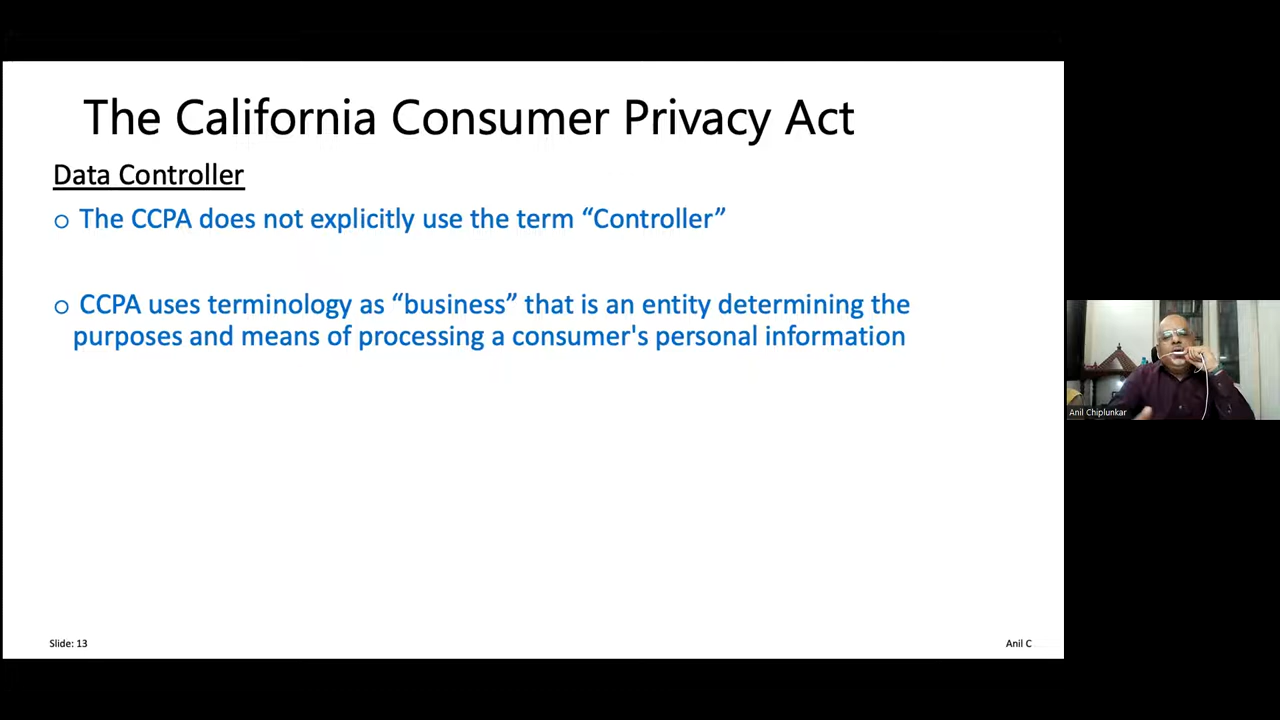 The California Consumer Privacy Act
Data Controller
o The CCPA does not explicitly use the term “Controller”
o CCPA uses terminology as “business” that is an entity determining the
purposes and means of processing a consumer's personal information
Anil Chiplunkar
Slide: 13
Anil C